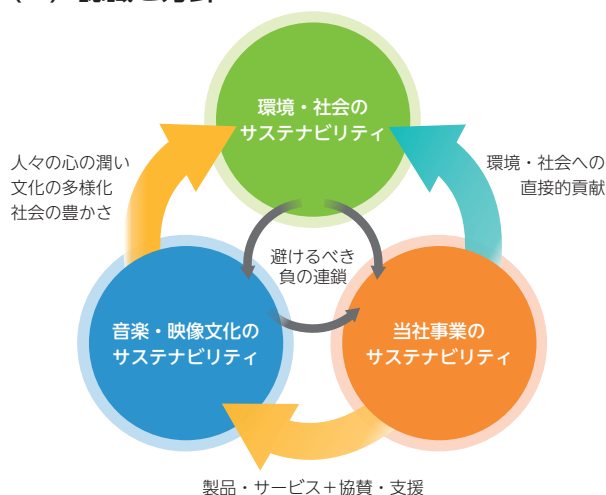 環境・社会の
サステナビリティ
人々の心の潤い
文化の多様化
社会の豊かさ
環境・社会への
直接的貢献
避けるべき
負の連鎖
音楽・映像文化の
サステナビリティ
当社事業の
サステナビリティ
製品・サービス＋協賛・支援